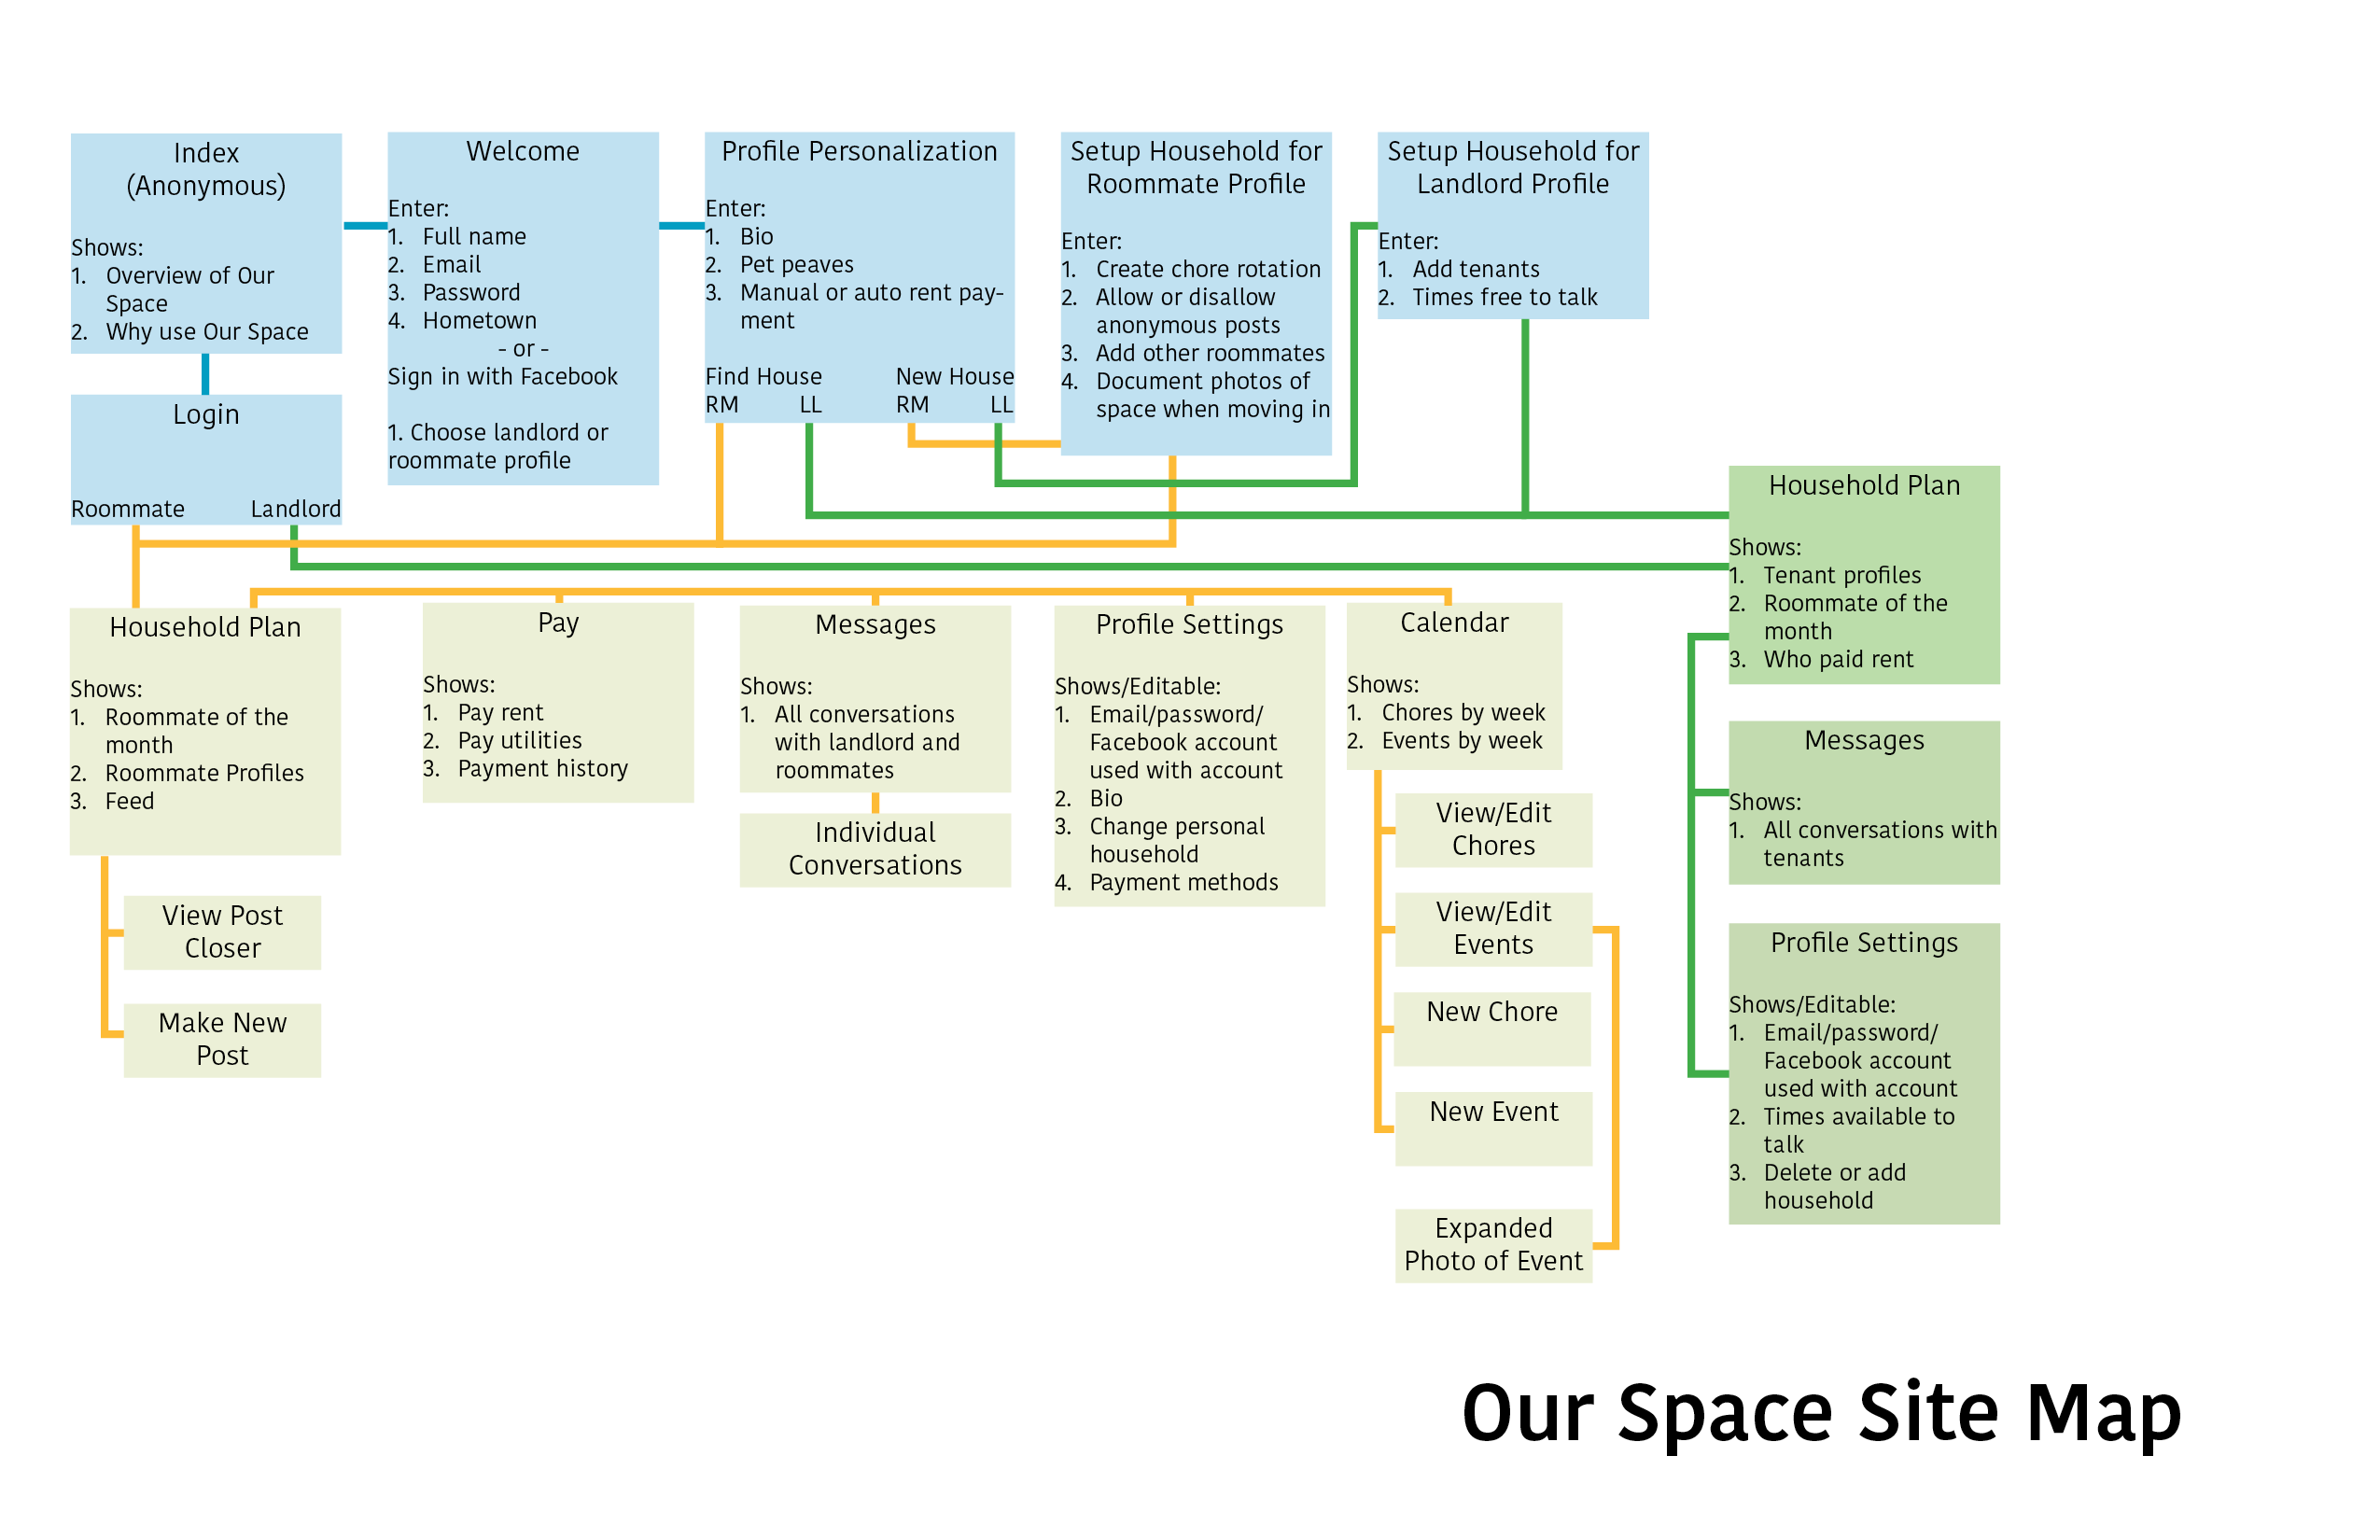 Index
(Anonymous)
Shows:
1. Overview of Our
Space
2. Why use Our Space
Login
Roommate Landlord
Welcome
Enter:
1. Full name
2. Email
3. Password
4. Hometown
- or -
Sign in with Facebook
1. Choose landlord or
roommate profile
Profile Personalization
Enter:
1. Bio
2. Pet peaves
3. Manual or auto rent pay-
ment
Find House New House
RM LL RM LL
Setup Household for
Roommate Profile
Enter:
1. Create chore rotation
2. Allow or disallow
anonymous posts
3. Add other roommates
4. Document photos of
space when moving in
Setup Household for
Landlord Profile
Enter:
1. Add tenants
2. Times free to talk
Household Plan
Shows:
1. Roommate of the
month
2. Roommate Profiles
3. Feed
View Post
Closer
Make New
Post
Pay
Shows:
1. Pay rent
2. Pay utilities
3. Payment history
Messages
Shows:
1. All conversations
with landlord and
roommates
Individual
Conversations
Profile Settings
Shows/Editable:
1. Email/password/
Facebook account
used with account
2. Bio
3. Change personal
household
4. Payment methods
Calendar
Shows:
1. Chores by week
2. Events by week
View/Edit
Chores
View/Edit
Events
New Chore
New Event
Expanded
Photo of Event
Household Plan
Shows:
1. Tenant profiles
2. Roommate of the
month
3. Who paid rent
Messages
Shows:
1. All conversations with
tenants
Profile Settings
Shows/Editable:
1. Email/password/
Facebook account
used with account
2. Times available to
talk
3. Delete or add
household
Our Space Site Map